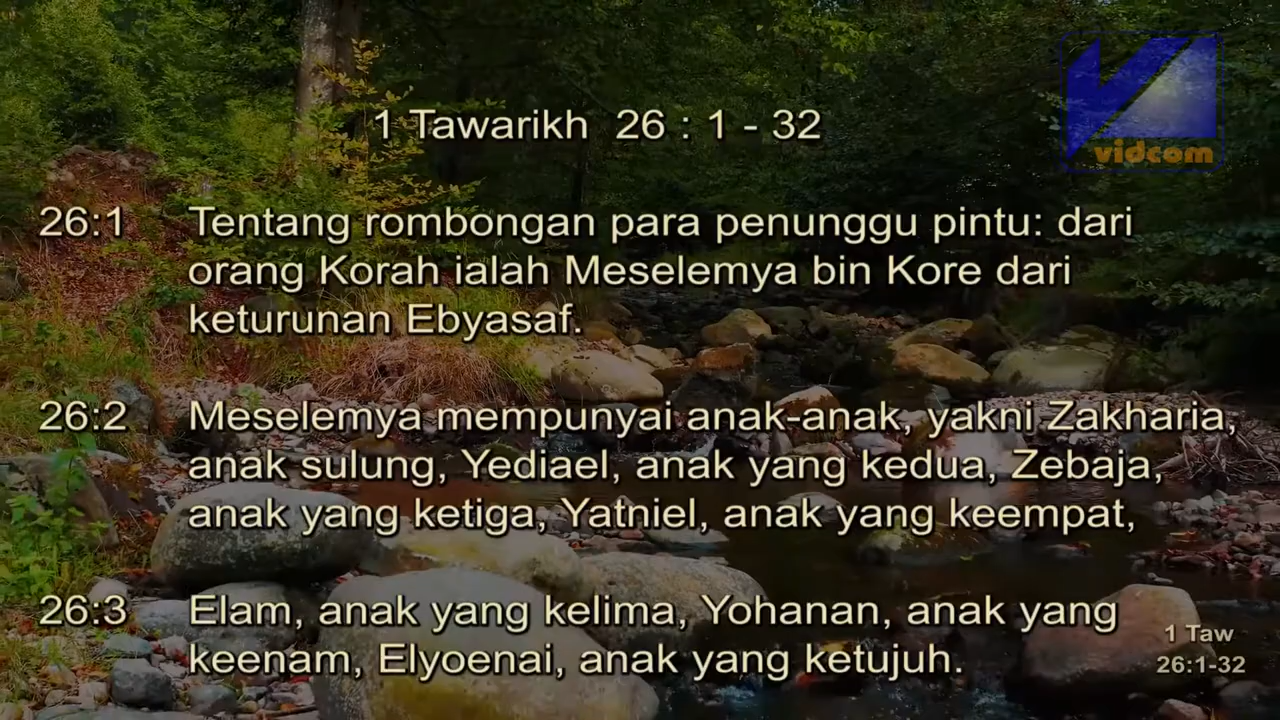 vidcom
1 Tawarikh 26 : 1 - 32
26:1 Tentang rombongan para penunggu pintu: dari
orang Korah ialah Meselemya bin Kore dari
keturunan Ebyasaf.
26:2 Meselemya mempunyai anak-anak, yakni Zakharia,
anak sulung, Yediael, anak yang kedua, Zebaja,
anak yang ketiga, Yatniel, anak yang keempat,
26:3 Elam, anak yang kelima, Yohanan, anak yang
keenam, Elyoenai, anak yang ketujuh.
1 Taw
26:1-32